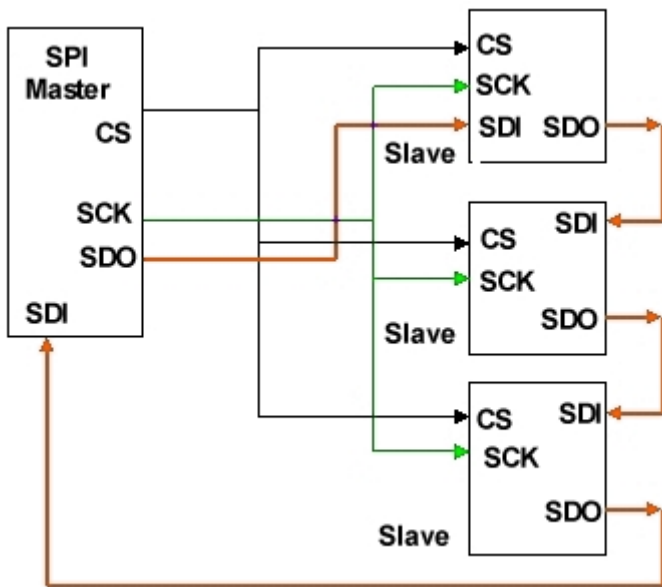 SPI
Master
CS
SCK
SDO
SDI
CS
SCK
SDI SDO
Slave
SDI
CS
SCK
SDO
Slave
CS SDI
SCK
SDO
Slave